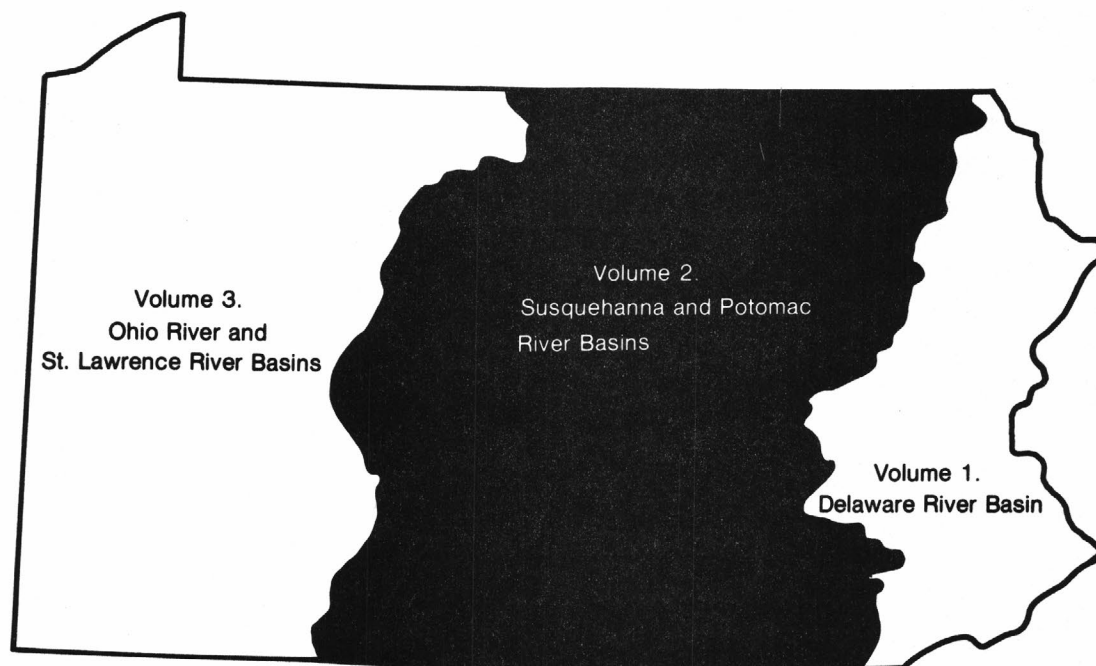 Volume 3.
Ohio River and
St. Lawrence River Basins
Volume 2.
Susquehanna and Potomac
River Basins
Volume 1.
Delaware River Basin